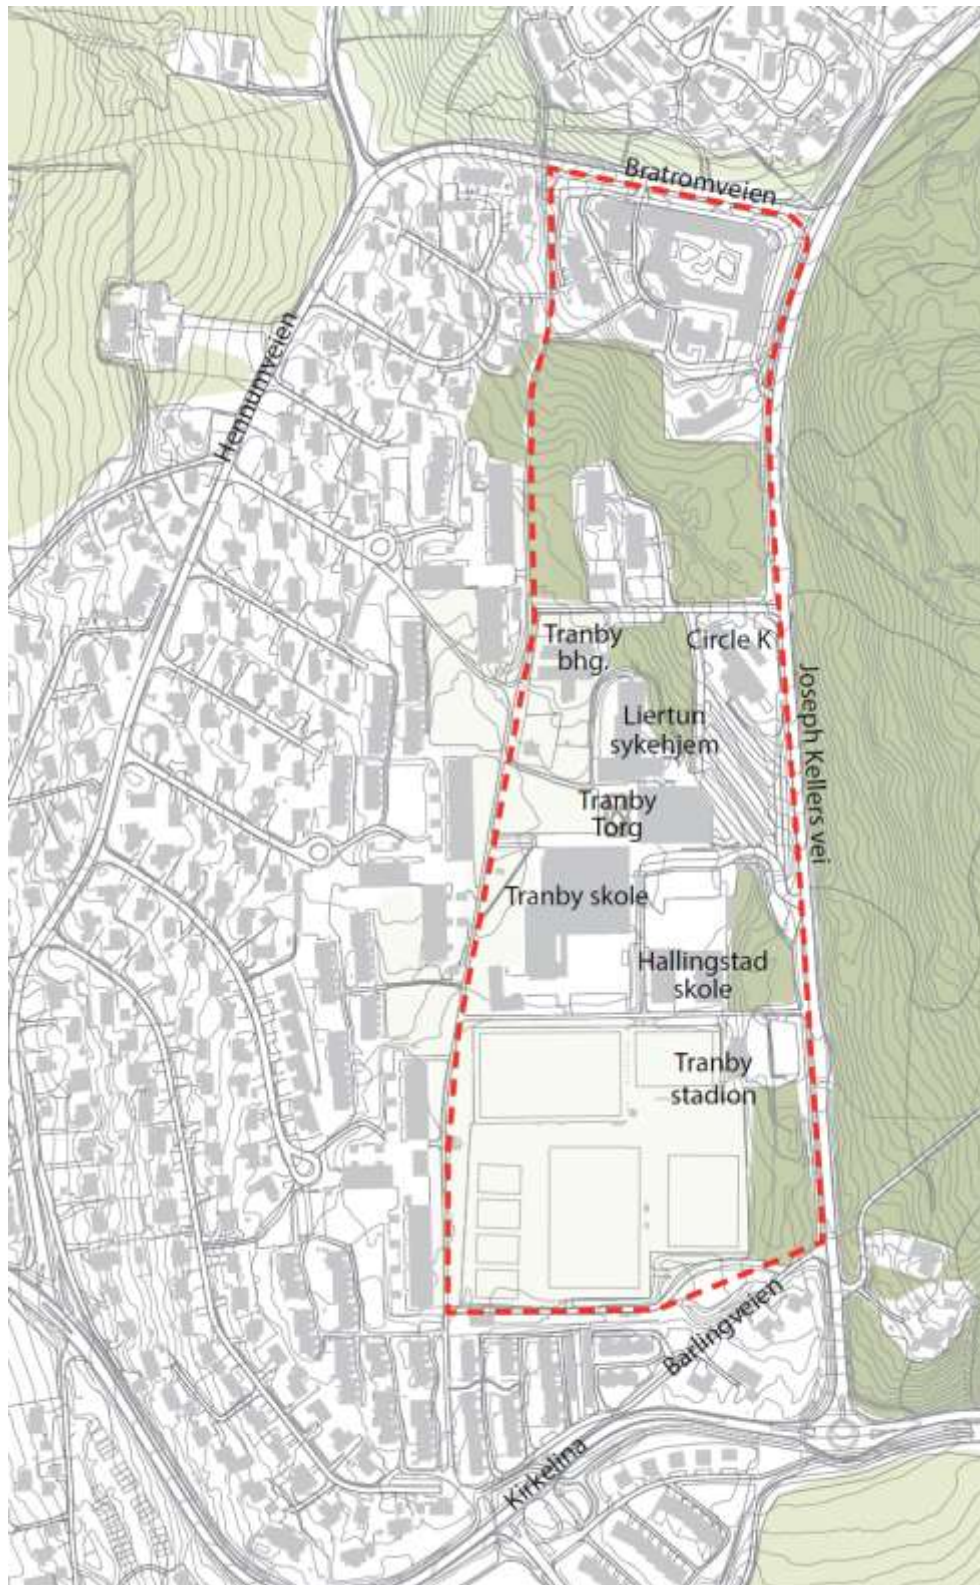 Bratromveien
Hennumveien
Tranby
bhg.
Circle K
Joseph Kellers vei
Liertun
sykehjem
Tranby
Torg
Tranby skole
Hallingstad
skole
Tranby
stadion
Barlingveien
Kirkelina